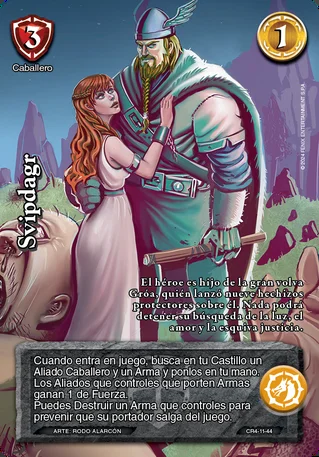 3
1
Caballero
© 2024 FENIX ENTERTAINMENT S.P.A.
Svipdagr
El héroe es hijo de la gran volva
Gróa, quien lanzó nueve hechizos
protectores sobre él. Nada podrá
detener su búsqueda de la luz, el
amor y la esquiva justicia.
Cuando entra en juego, busca en tu Castillo un
Aliado Caballero y un Arma y ponlos en tu mano.
Los Aliados que controles que porten Armas
ganan 1 de Fuerza.
Puedes Destruir un Arma que controles para
prevenir que su portador salga del juego.
ARTE: RODO ALARCÓN
CR4-11-44